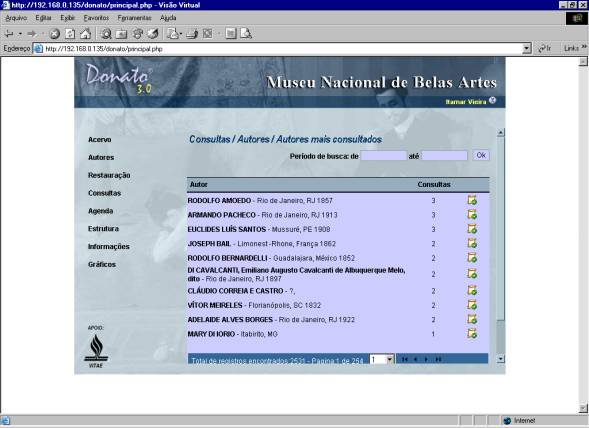 http://192.168.0.135/donato/principal.php - Visão Virtual
Arquivo Editar Exibir Favoritos Ferramentas Ajuda
Endereço http://192.168.0.135/donato/principal.php Ir Links »
Donato
3.0
Museu Nacional de Belas Artes
Itamar Vieira
Acervo
Autores
Restauração
Consultas
Agenda
Estrutura
Informações
Gráficos
APOIO:
VITAE
Consultas / Autores / Autores mais consultados
Período de busca: de até Ok
Autor Consultas
RODOLFO AMOEDO - Rio de Janeiro, RJ 1857 3
ARMANDO PACHECO - Rio de Janeiro, RJ 1913 3
EUCLIDES LUÍS SANTOS - Mussuré, PE 1908 3
JOSEPH BAIL - Limonest-Rhone, França 1862 2
RODOLFO BERNARDELLI - Guadalajara, México 1852 2
DI CAVALCANTI, Emiliano Augusto Cavalcanti de Albuquerque Melo,
dito - Rio de Janeiro, RJ 1897 2
CLÁUDIO CORREIA E CASTRO - ?, 2
VÍTOR MEIRELES - Florianópolis, SC 1832 2
ADELAIDE ALVES BORGES - Rio de Janeiro, RJ 1922 2
MARY DI IORIO - Itabirito, MG 1
Total de registros encontrados:2531 - Pagina:1 de 254 1
Internet